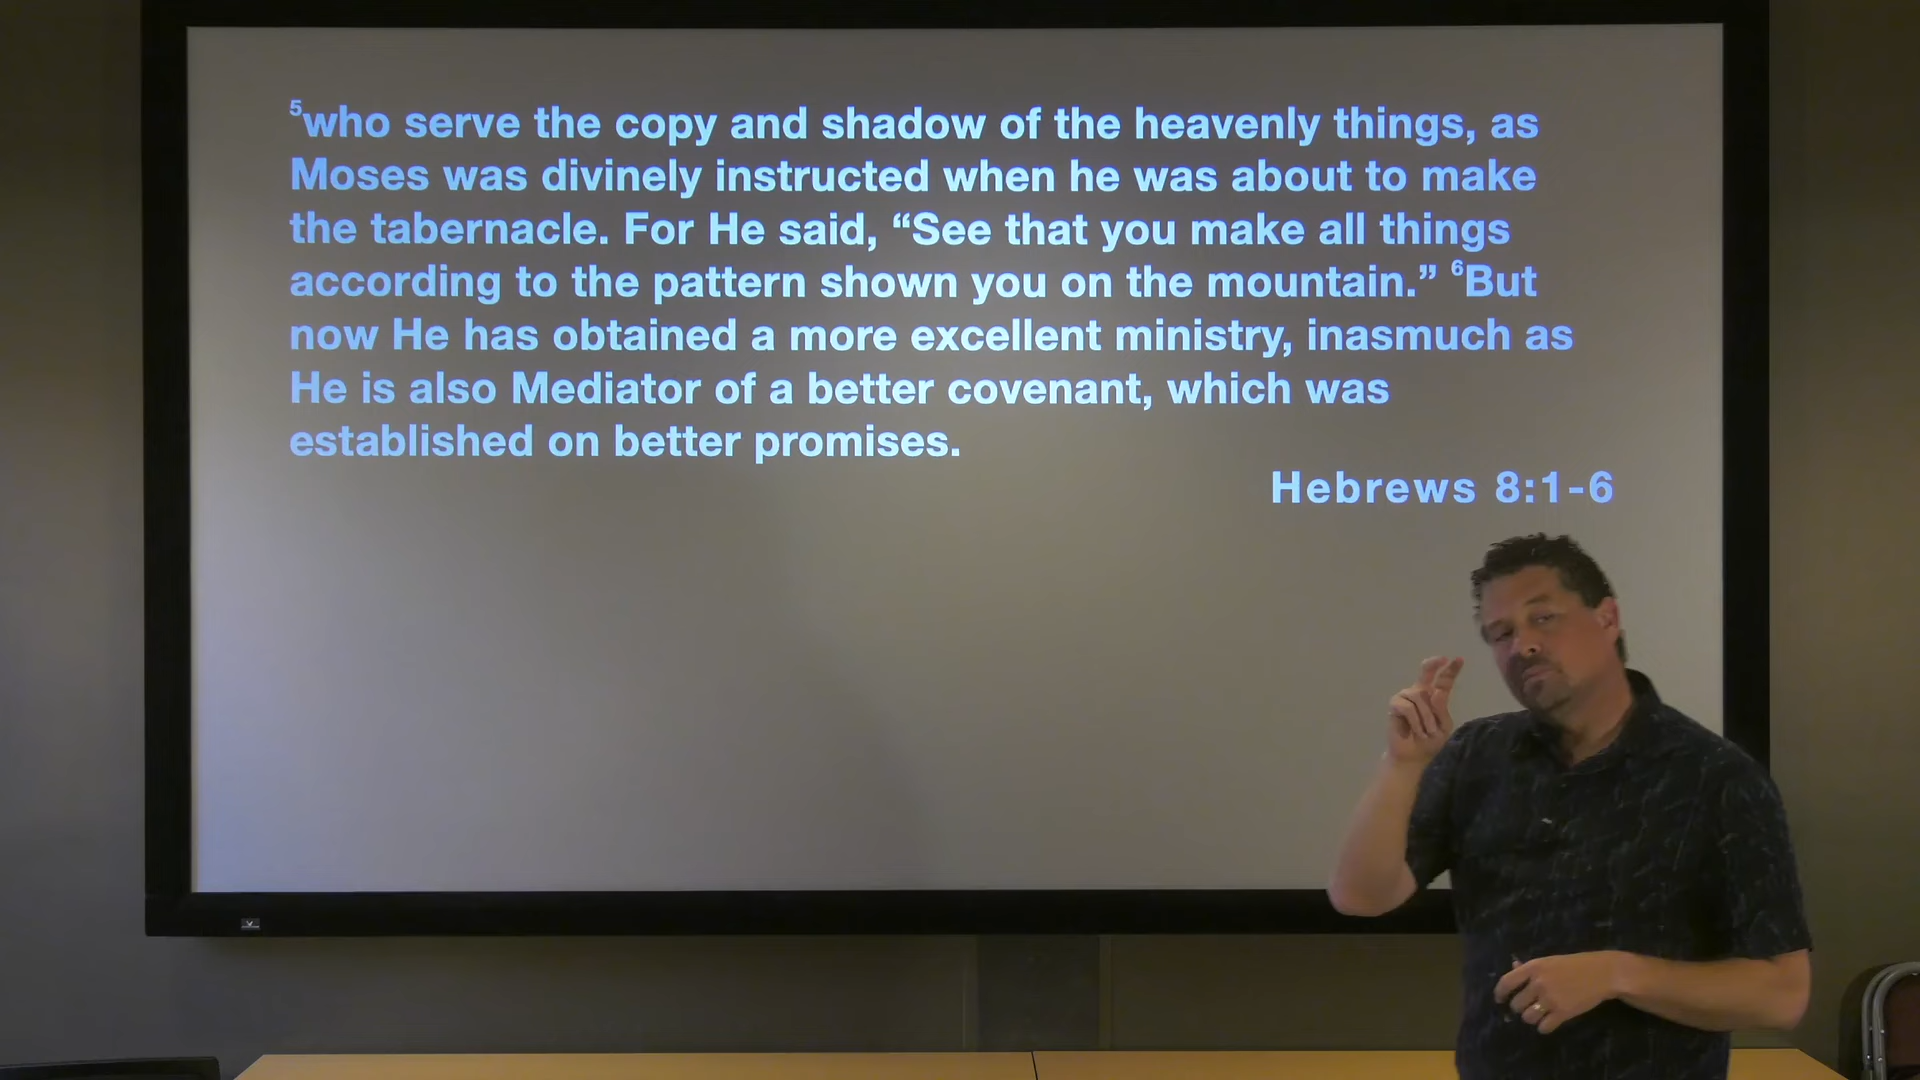 ⁵who serve the copy and shadow of the heavenly things, as
Moses was divinely instructed when he was about to make
the tabernacle. For He said, “See that you make all things
according to the pattern shown you on the mountain.” ⁶But
now He has obtained a more excellent ministry, inasmuch as
He is also Mediator of a better covenant, which was
established on better promises.
Hebrews 8:1-6